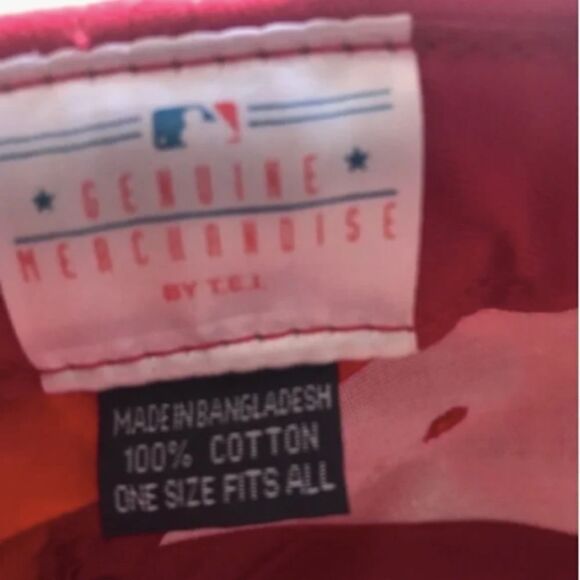 GENUINE
MERCHANDISE
BY T.E.I.
MADE IN BANGLADESH
100% COTTON
ONE SIZE FITS ALL